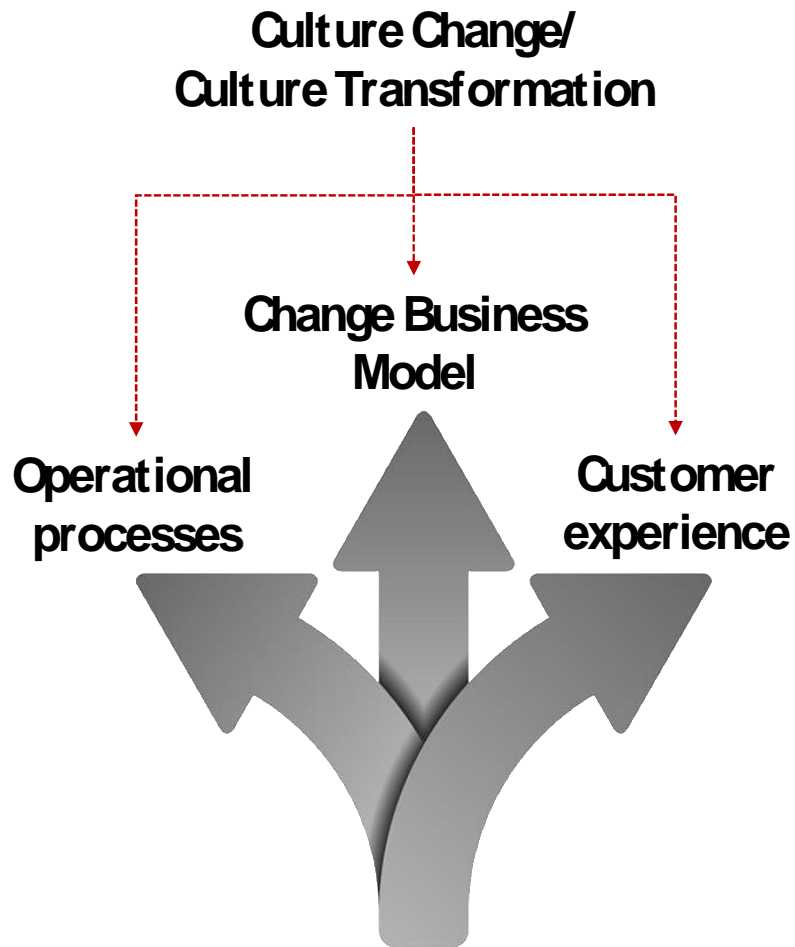 Culture Change/
Culture Transformation
Change Business
Model
Operational
processes
Customer
experience